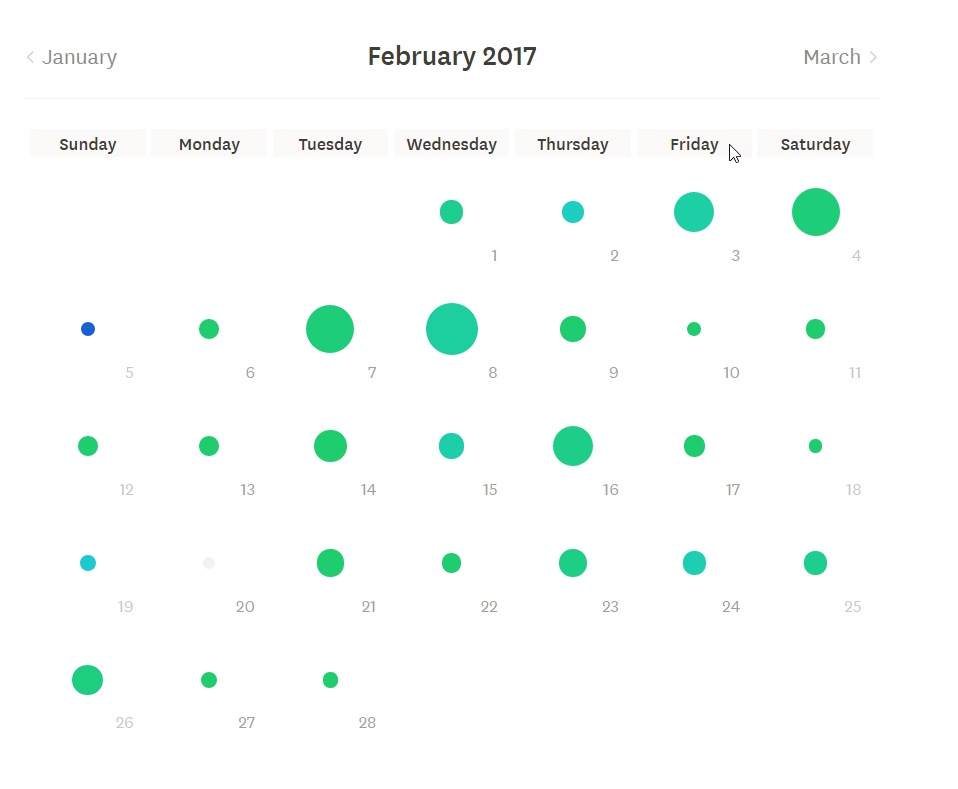 January February 2017 March
Sunday Monday Tuesday Wednesday Thursday Friday Saturday
1 2 3 4
5 6 7 8 9 10 11
12 13 14 15 16 17 18
19 20 21 22 23 24 25
26 27 28